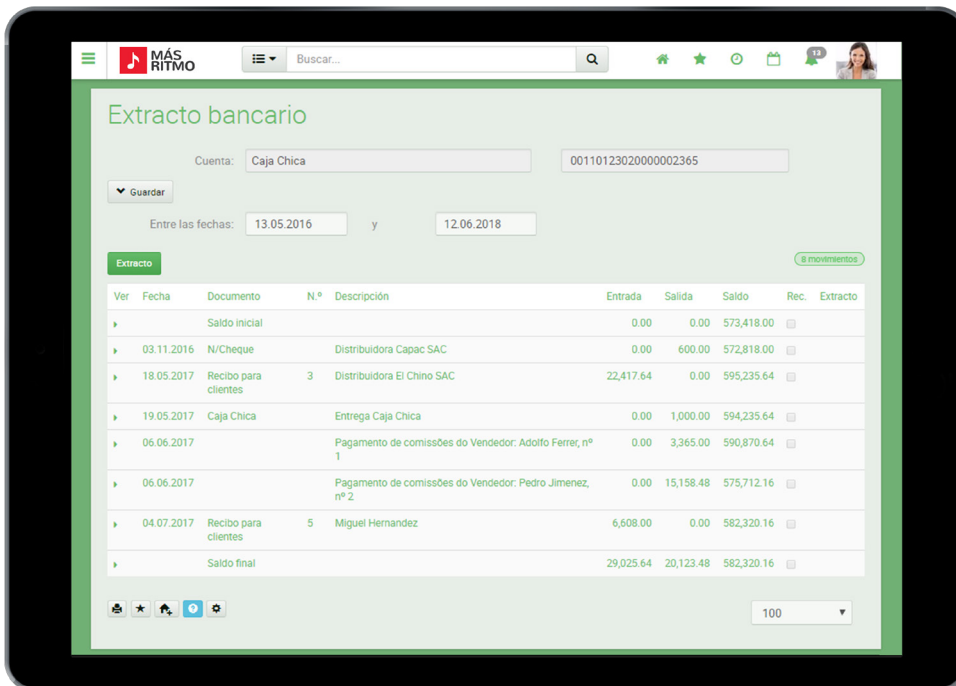 MÁS
RITMO
Buscar...
13
Extracto bancario
Cuenta: Caja Chica 00110123020000002365
Guardar
Entre las fechas: 13.05.2016 y 12.06.2018
Extracto
8 movimientos
Ver Fecha Documento N.º Descripción Entrada Salida Saldo Rec. Extracto
Saldo inicial 0.00 0.00 573,418.00
03.11.2016 N/Cheque Distribuidora Capac SAC 0.00 600.00 572,818.00
18.05.2017 Recibo para 3 Distribuidora El Chino SAC 22,417.64 0.00 595,235.64
clientes
19.05.2017 Caja Chica Entrega Caja Chica 0.00 1,000.00 594,235.64
06.06.2017 Pagamento de comissões do Vendedor: Adolfo Ferrer, nº 0.00 3,365.00 590,870.64
1
06.06.2017 Pagamento de comissões do Vendedor: Pedro Jimenez, 0.00 15,158.48 575,712.16
nº 2
04.07.2017 Recibo para 5 Miguel Hernandez 6,608.00 0.00 582,320.16
clientes
Saldo final 29,025.64 20,123.48 582,320.16
100